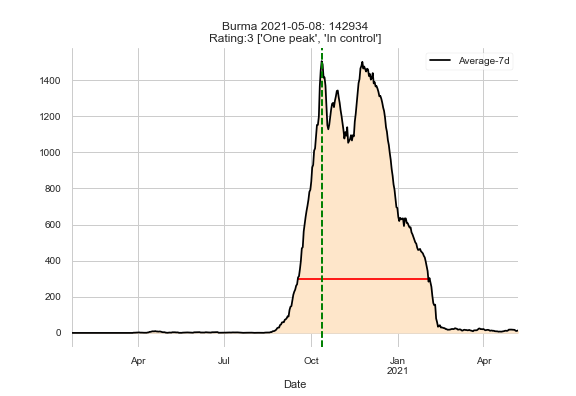 Burma 2021-05-08: 142934
Rating:3 ['One peak', 'In control']
Average-7d
1400
1200
1000
800
600
400
200
0
Apr
Jul
Oct
Jan
2021
Apr
Date